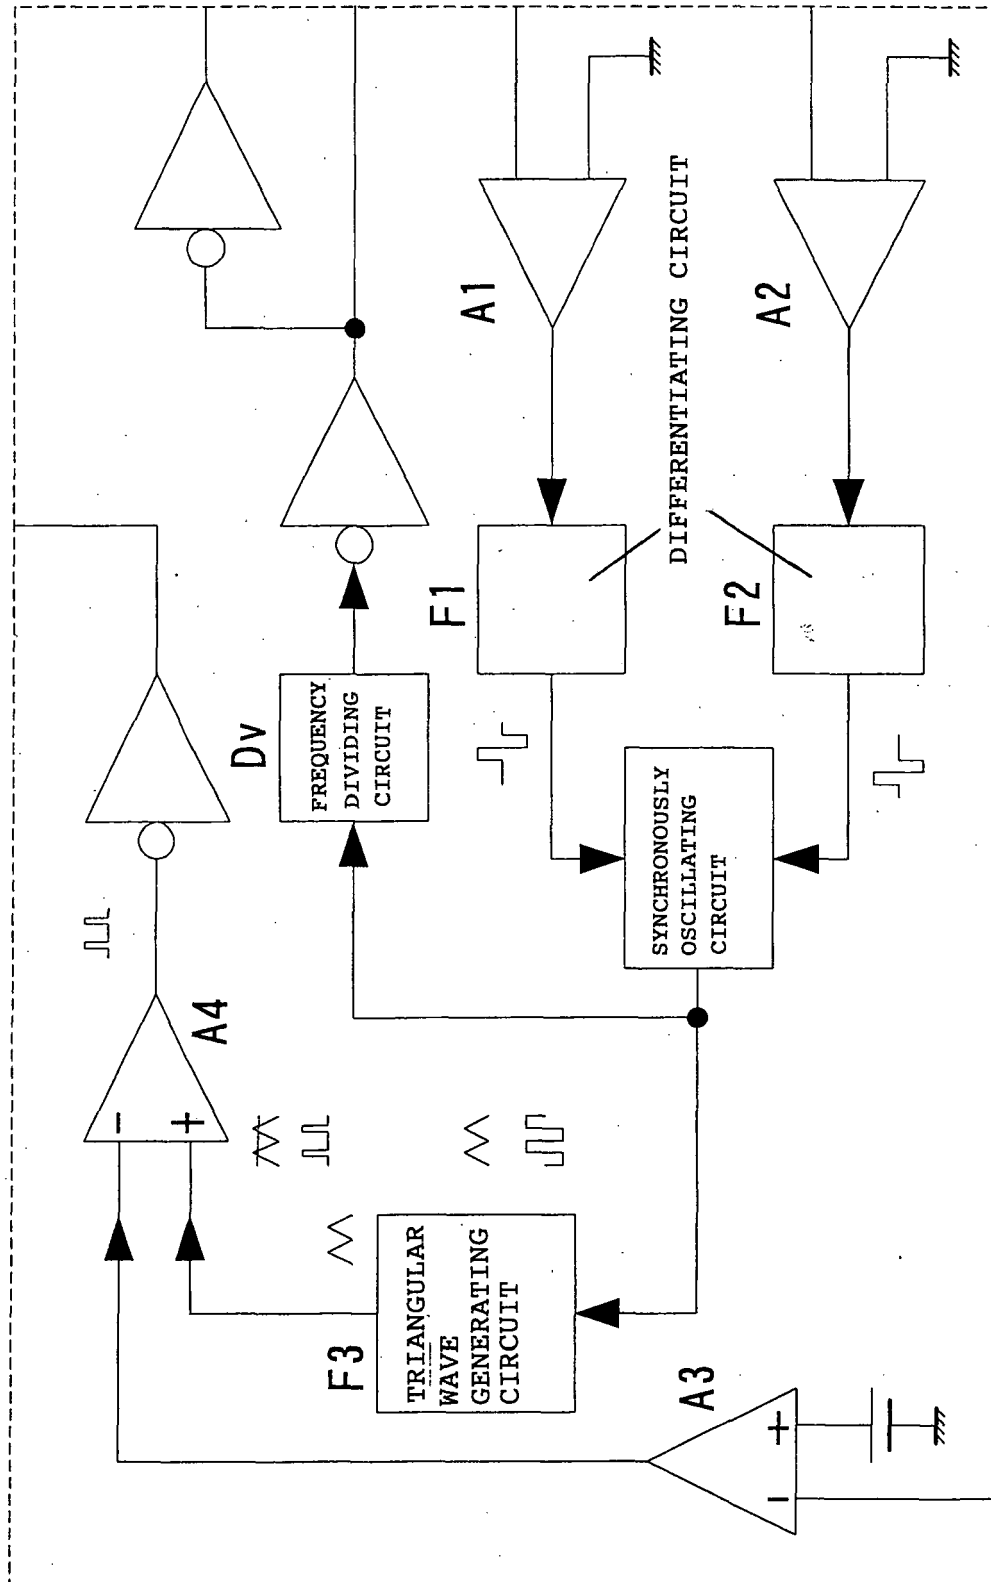 A1
A2
DIFFERENTIATING CIRCUIT
F1
F2
Dv
FREQUENCY
DIVIDING
CIRCUIT
SYNCHRONOUSLY
OSCILLATING
CIRCUIT
A4
−
+
F3
TRIANGULAR
WAVE
GENERATING
CIRCUIT
A3
−
+